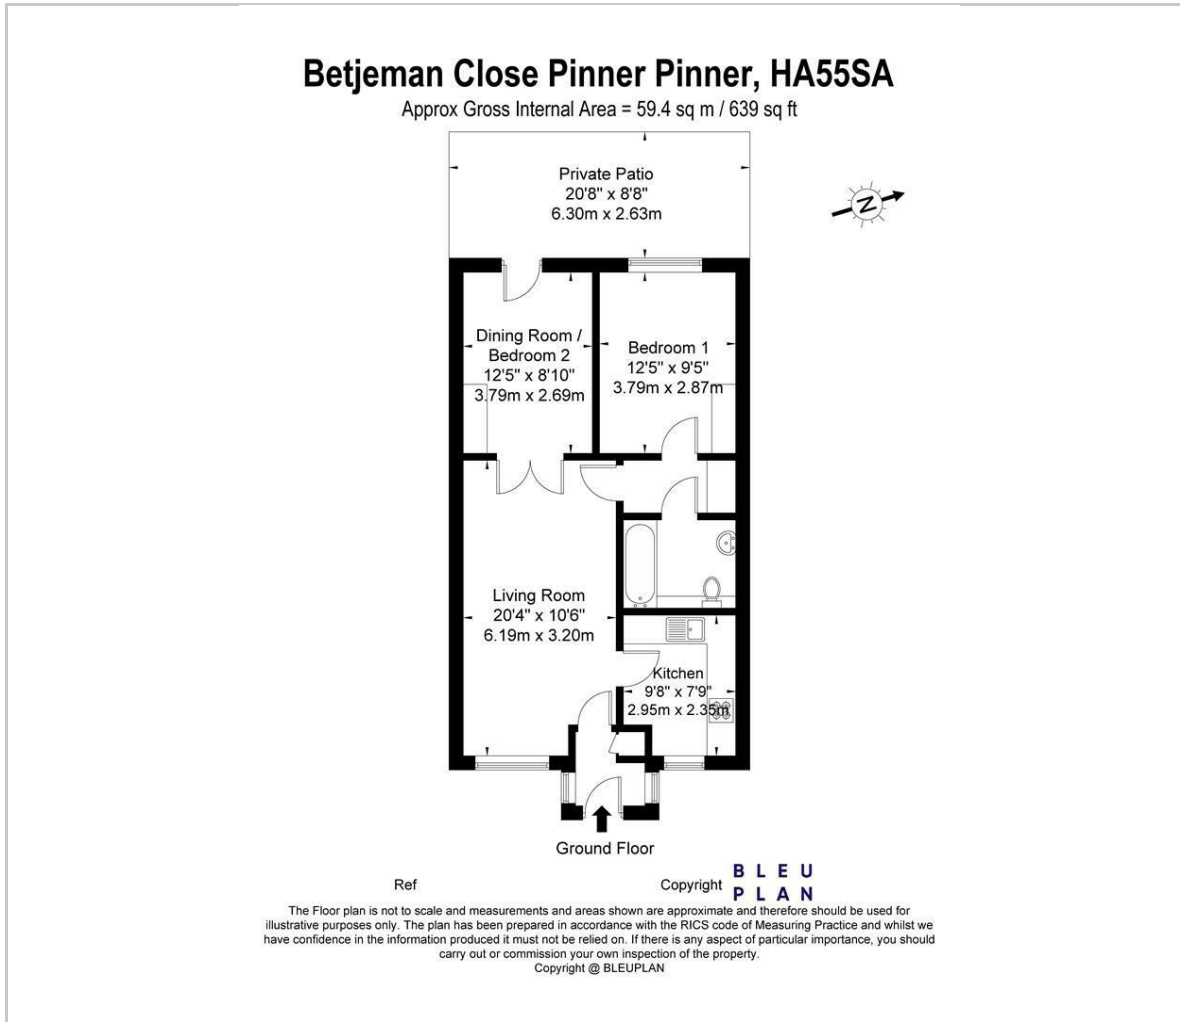 Betjeman Close Pinner Pinner, HA55SA
Approx Gross Internal Area = 59.4 sq m / 639 sq ft
Private Patio
20'8" x 8'8"
6.30m x 2.63m
N
Dining Room /
Bedroom 2
12'5" x 8'10"
3.79m x 2.69m
Bedroom 1
12'5" x 9'5"
3.79m x 2.87m
Living Room
20'4" x 10'6"
6.19m x 3.20m
Kitchen
9'8" x 7'9"
2.95m x 2.35m
Ground Floor
Ref
Copyright
BLEU
PLAN
The Floor plan is not to scale and measurements and areas shown are approximate and therefore should be used for
illustrative purposes only. The plan has been prepared in accordance with the RICS code of Measuring Practice and whilst we
have confidence in the information produced it must not be relied on. If there is any aspect of particular importance, you should
carry out or commission your own inspection of the property.
Copyright @ BLEUPLAN